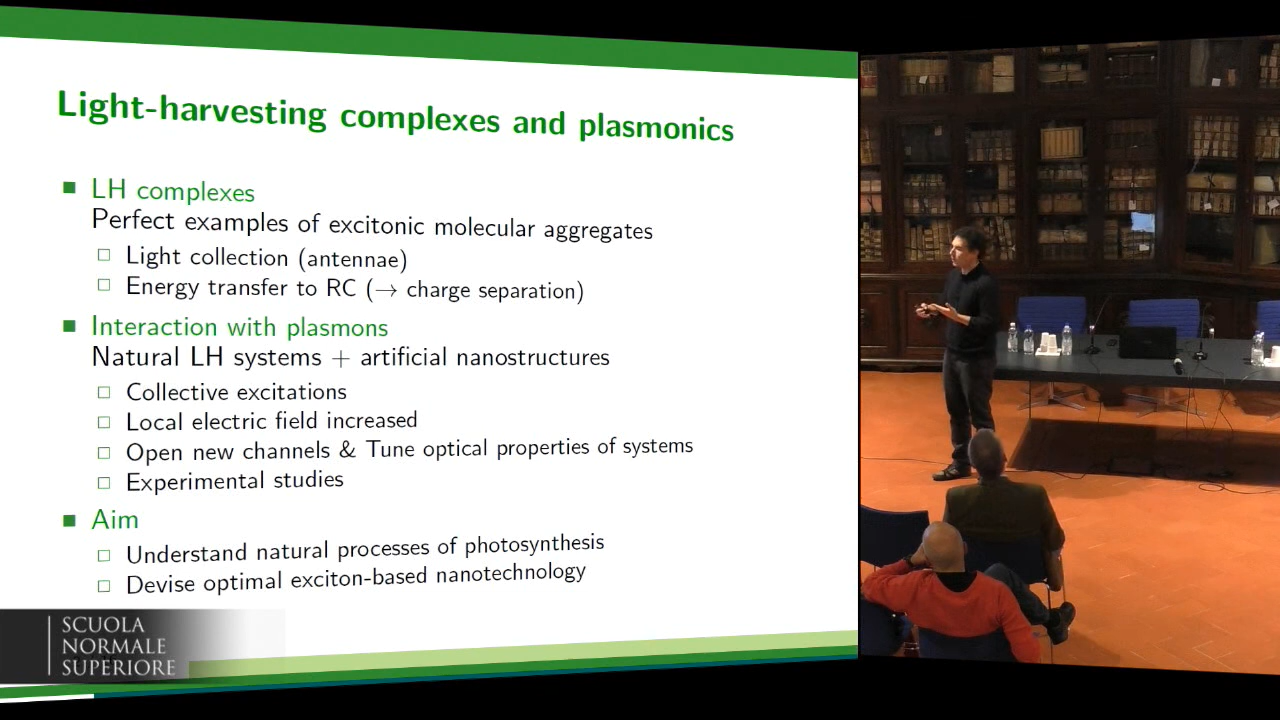 Light-harvesting complexes and plasmonics
LH complexes
Perfect examples of excitonic molecular aggregates
Light collection (antennae)
Energy transfer to RC (→ charge separation)
Interaction with plasmons
Natural LH systems + artificial nanostructures
Collective excitations
Local electric field increased
Open new channels & Tune optical properties of systems
Experimental studies
Aim
Understand natural processes of photosynthesis
Devise optimal exciton-based nanotechnology
SCUOLA
NORMALE
SUPERIORE